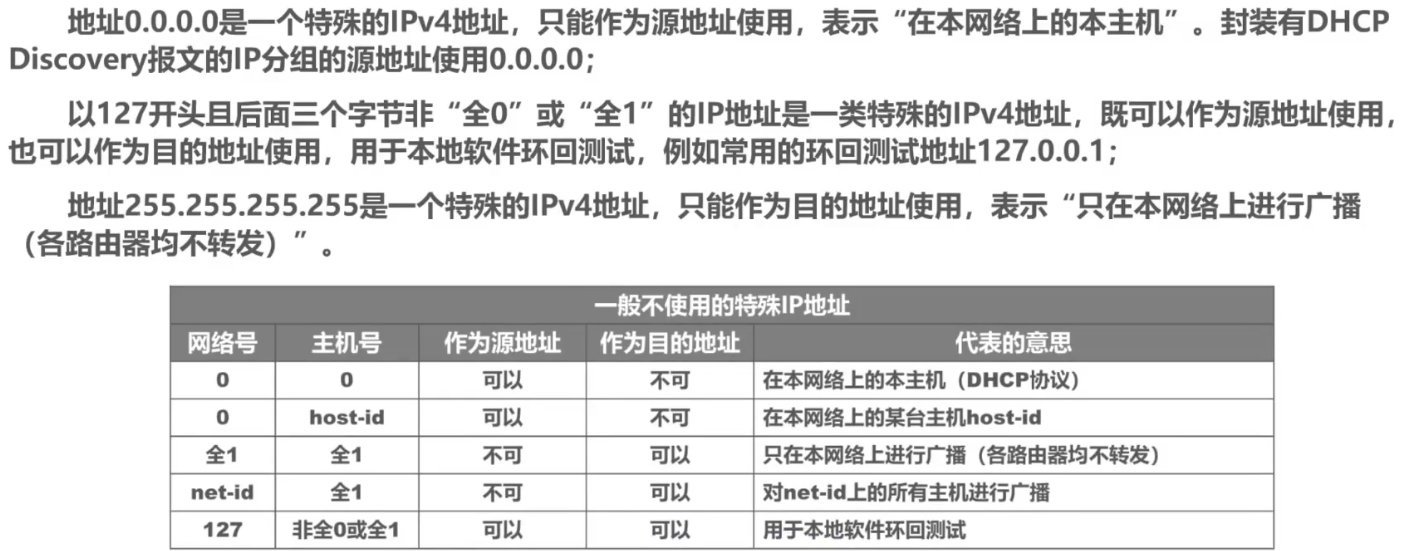 地址0.0.0.0是一个特殊的IPv4地址，只能作为源地址使用，表示“在本网络上的本主机”。封装有DHCP
Discovery报文的IP分组的源地址使用0.0.0.0；
以127开头且后面三个字节非“全0”或“全1”的IP地址是一类特殊的IPv4地址，既可以作为源地址使用，
也可以作为目的地址使用，用于本地软件环回测试，例如常用的环回测试地址127.0.0.1；
地址255.255.255.255是一个特殊的IPv4地址，只能作为目的地址使用，表示“只在本网络上进行广播
（各路由器均不转发）”。
一般不使用的特殊IP地址
网络号 主机号 作为源地址 作为目的地址 代表的意思
0 0 可以 不可 在本网络上的本主机（DHCP协议）
0 host-id 可以 不可 在本网络上的某台主机host-id
全1 全1 不可 可以 只在本网络上进行广播（各路由器均不转发）
net-id 全1 不可 可以 对net-id上的所有主机进行广播
127 非全0或全1 可以 可以 用于本地软件环回测试